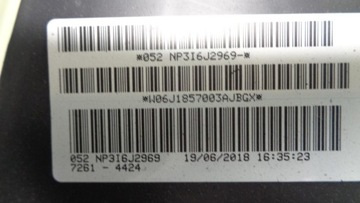 *052 NP3I6J2969-*
*W06J1857003AJBGX*
052 NP3I6J2969 19/06/2018 16:35:23
7261 - 4424